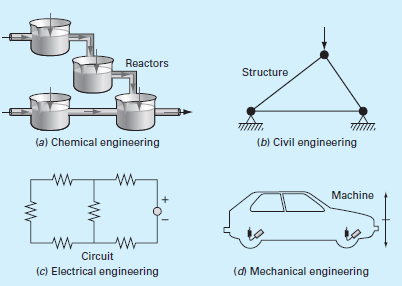 Reactors
(a) Chemical engineering
Structure
(b) Civil engineering
+
−
Circuit
(c) Electrical engineering
Machine
(d) Mechanical engineering